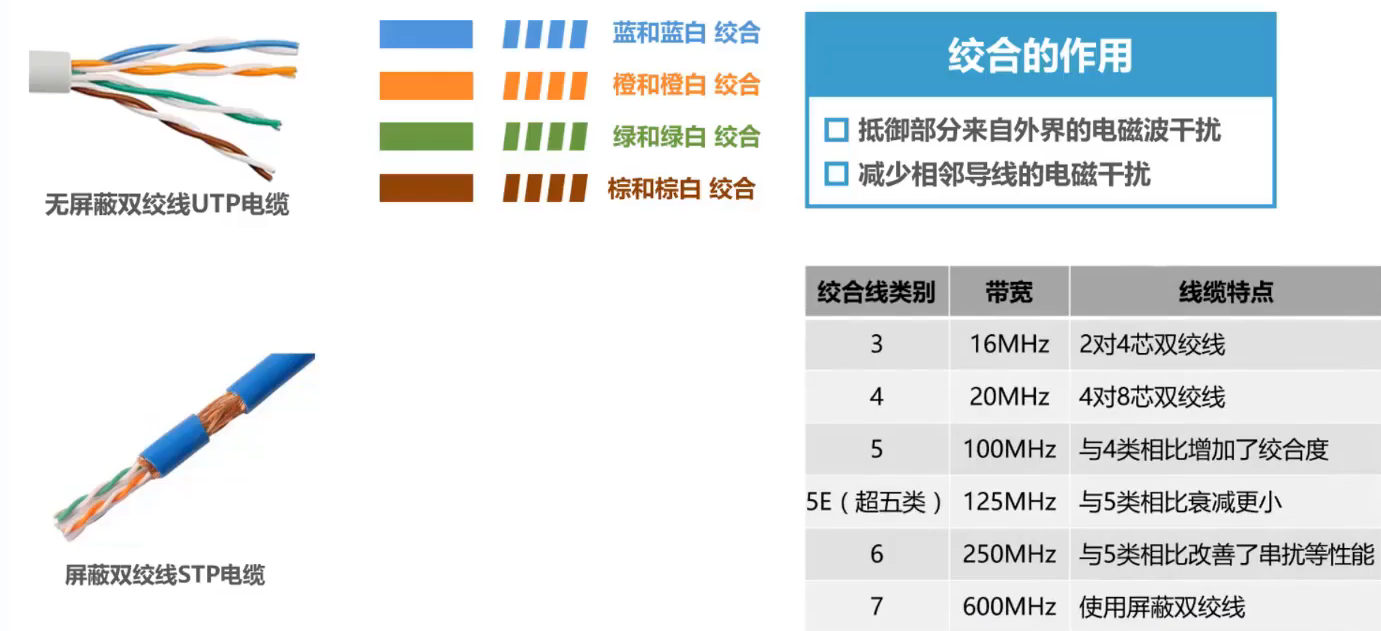 蓝和蓝白 绞合
橙和橙白 绞合
绿和绿白 绞合
棕和棕白 绞合
无屏蔽双绞线UTP电缆
绞合的作用
抵御部分来自外界的电磁波干扰
减少相邻导线的电磁干扰
屏蔽双绞线STP电缆
绞合线类别 带宽 线缆特点
3 16MHz 2对4芯双绞线
4 20MHz 4对8芯双绞线
5 100MHz 与4类相比增加了绞合度
5E（超五类） 125MHz 与5类相比衰减更小
6 250MHz 与5类相比改善了串扰等性能
7 600MHz 使用屏蔽双绞线